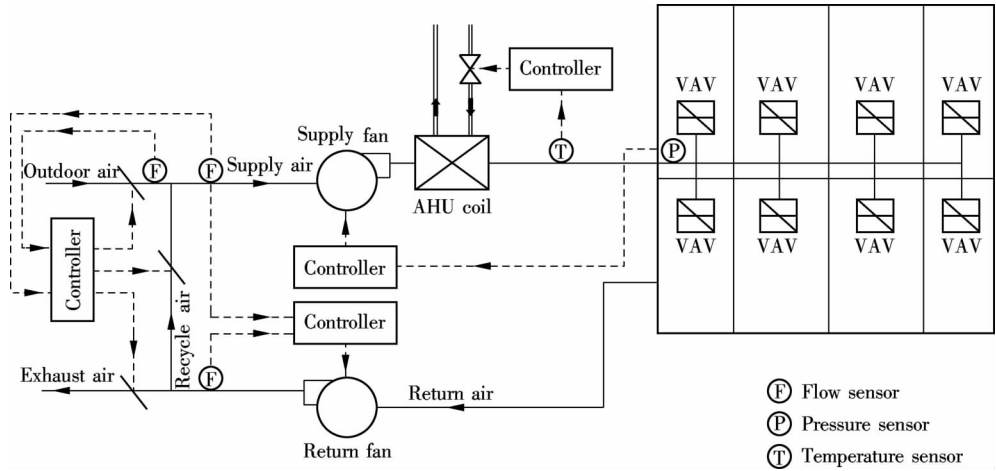 Controller
VAV
VAV
VAV
VAV
Supply fan
F
F
T
P
Outdoor air
Supply air
AHU coil
VAV
VAV
VAV
VAV
Controller
Controller
Controller
Recycle air
Exhaust air
F
Return air
Return fan
F Flow sensor
P Pressure sensor
T Temperature sensor